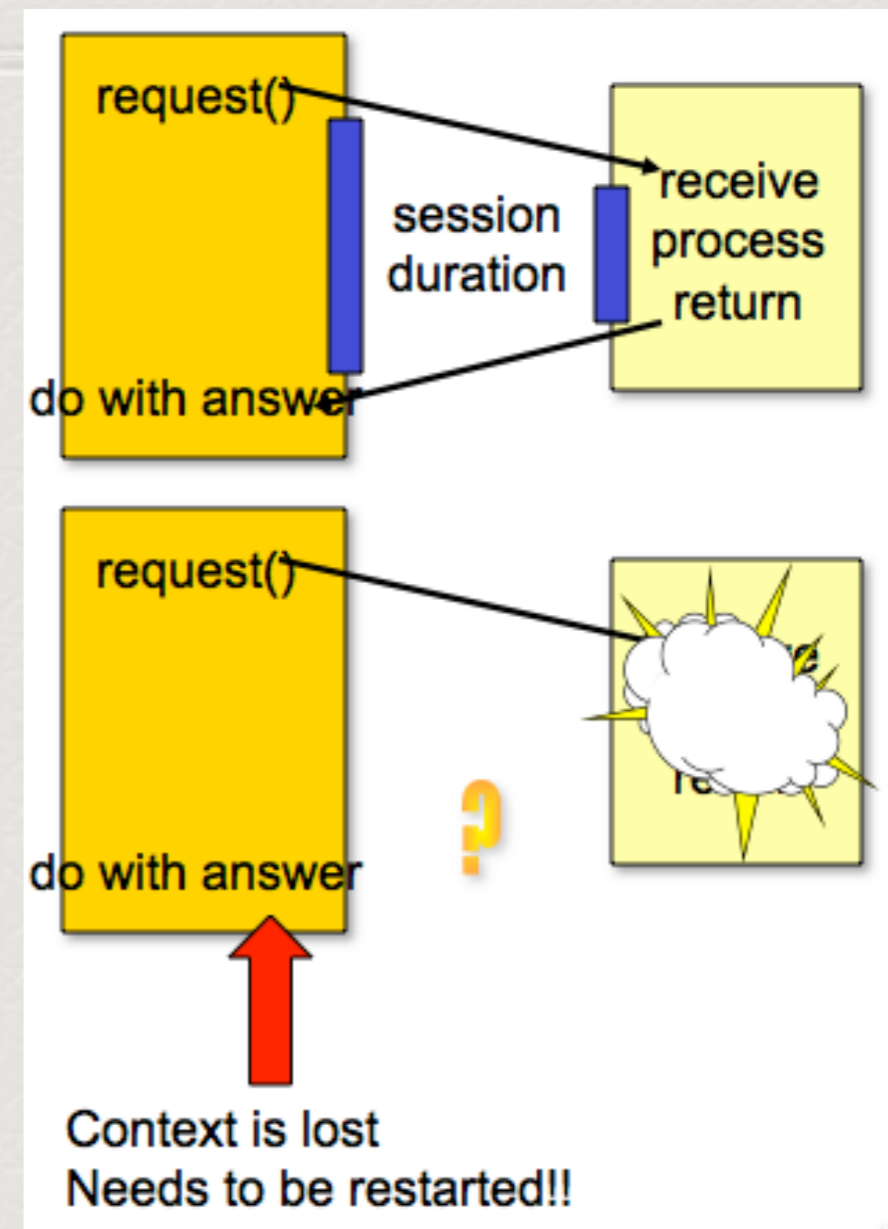 request()
receive
session
process
duration
return
do with answer
request()
?
do with answer
Context is lost
Needs to be restarted!!